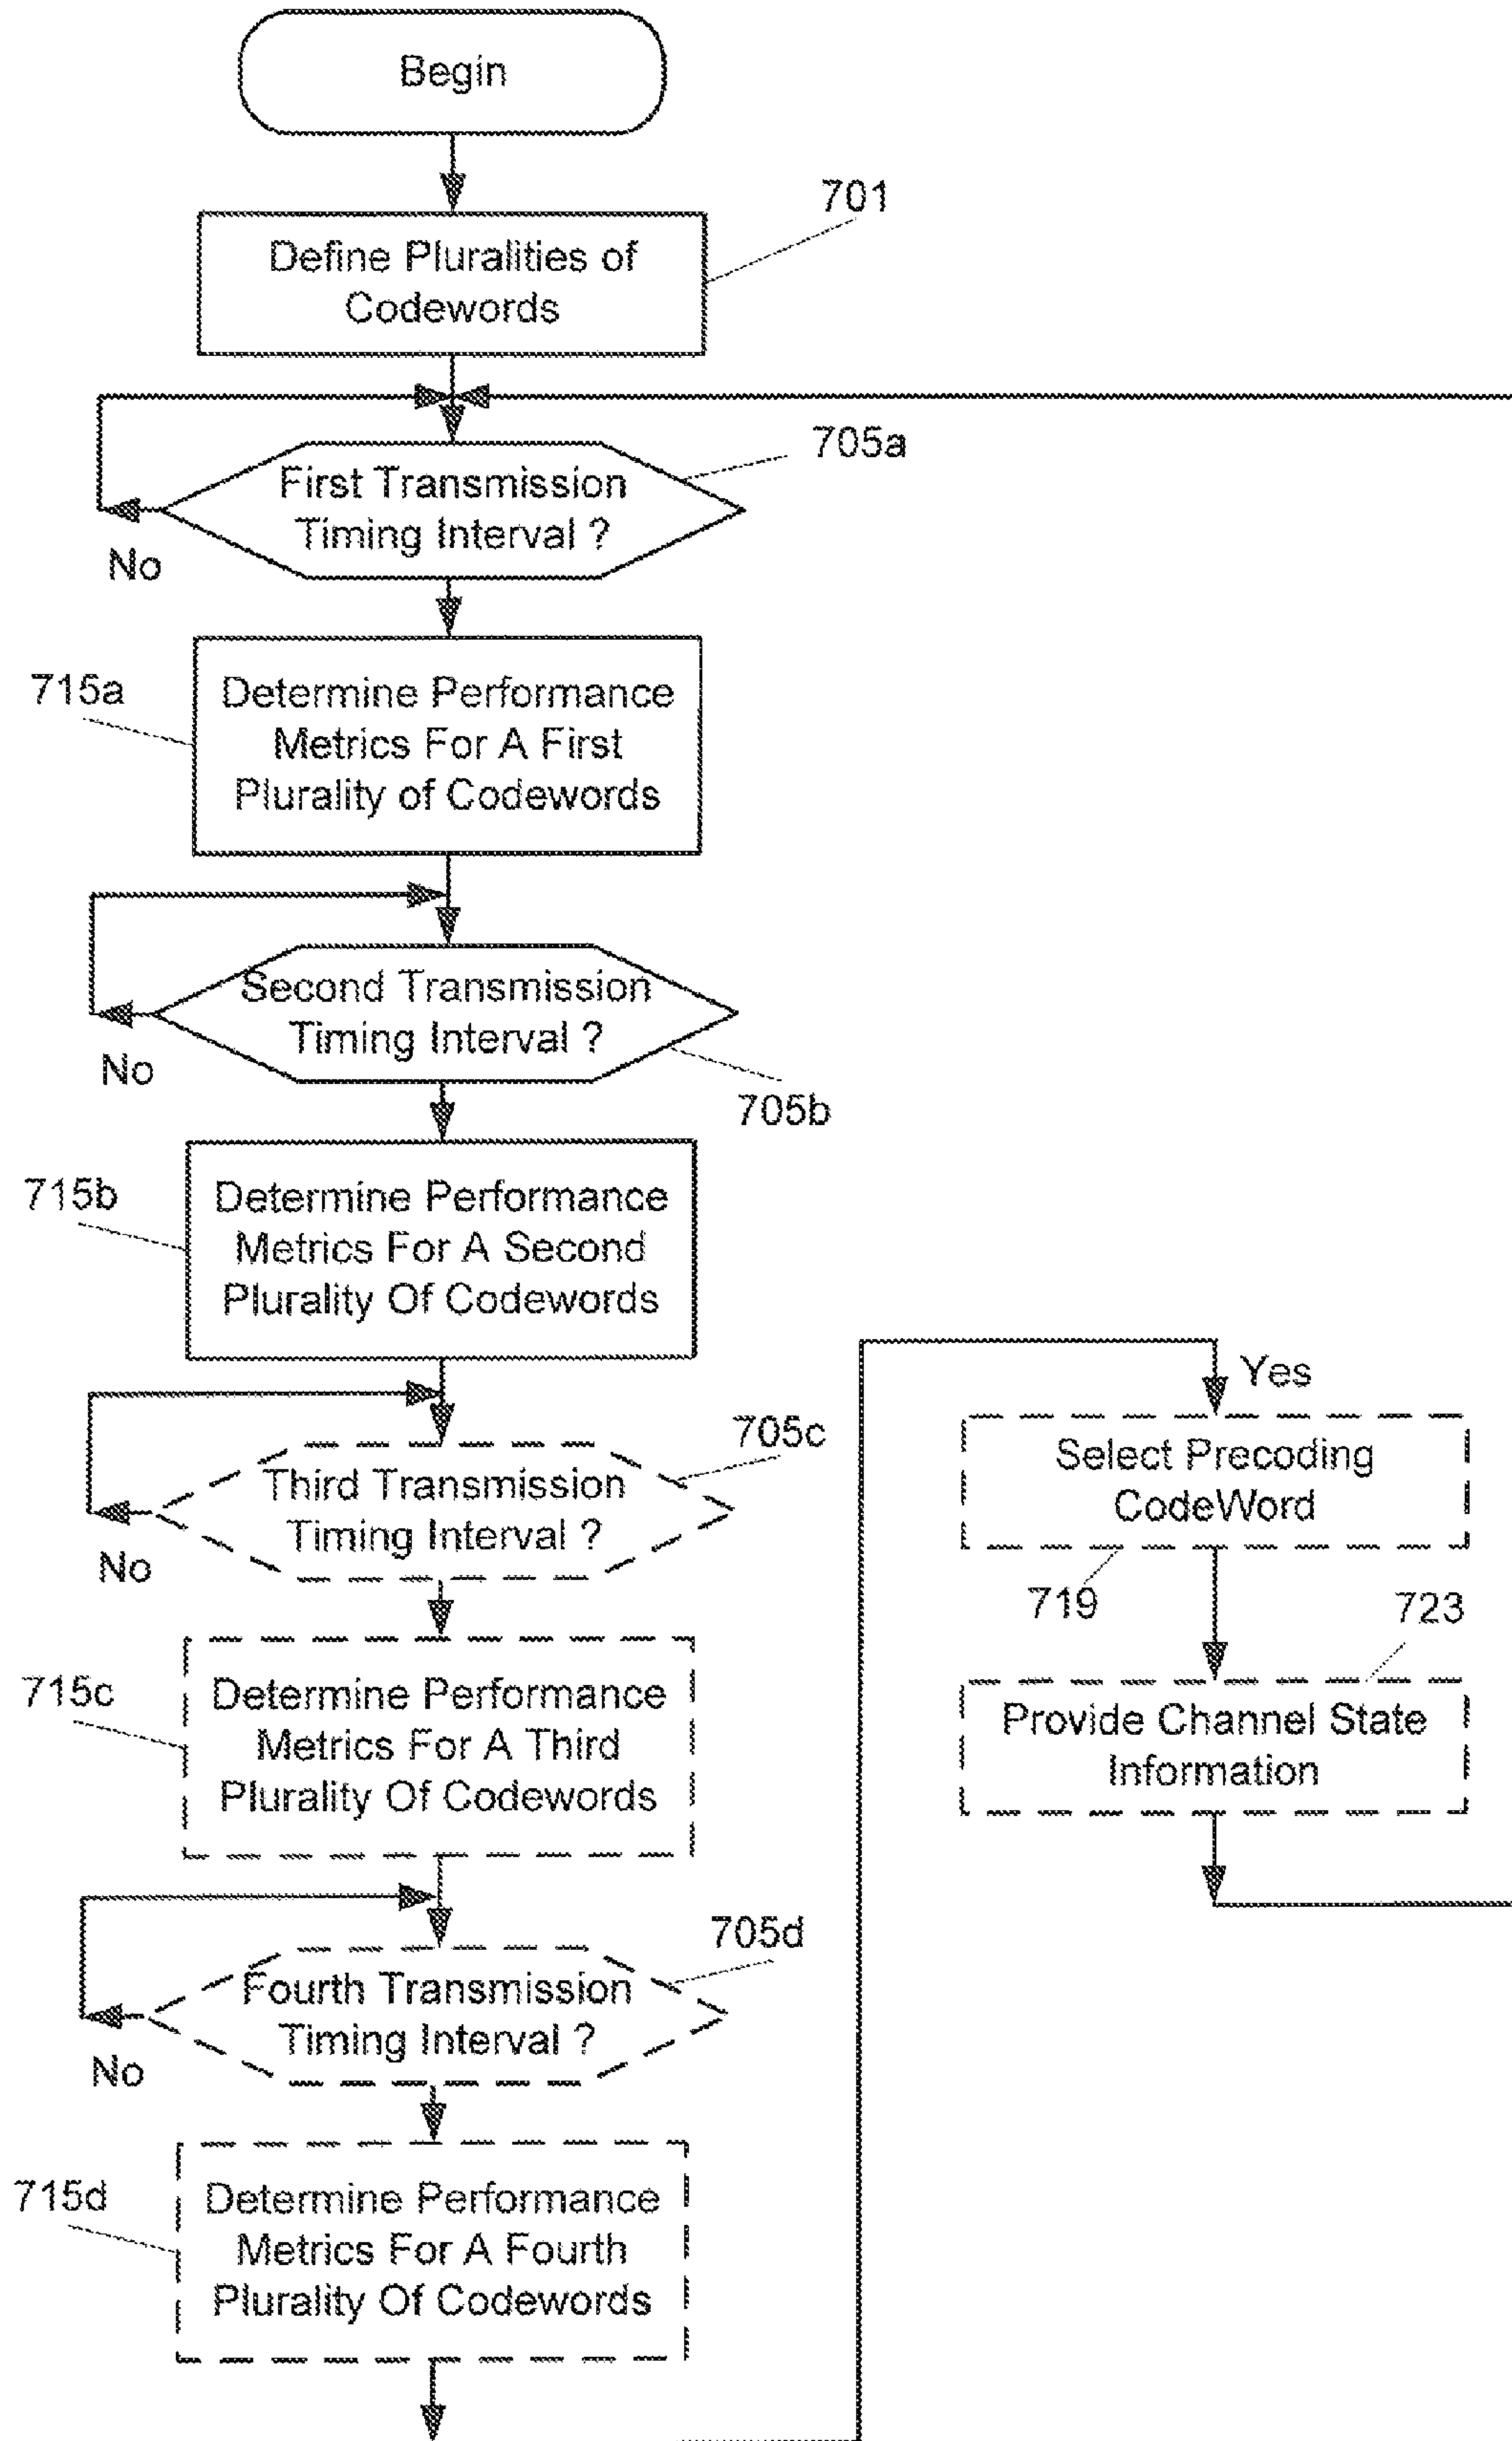 Begin
701
Define Pluralities of
Codewords
705a
First Transmission
Timing Interval ?
No
715a
Determine Performance
Metrics For A First
Plurality of Codewords
Second Transmission
Timing Interval ?
No
705b
715b
Determine Performance
Metrics For A Second
Plurality Of Codewords
705c
Third Transmission
Timing Interval ?
No
715c
Determine Performance
Metrics For A Third
Plurality Of Codewords
705d
Fourth Transmission
Timing Interval ?
No
715d
Determine Performance
Metrics For A Fourth
Plurality Of Codewords
Yes
Select Precoding
CodeWord
719
723
Provide Channel State
Information